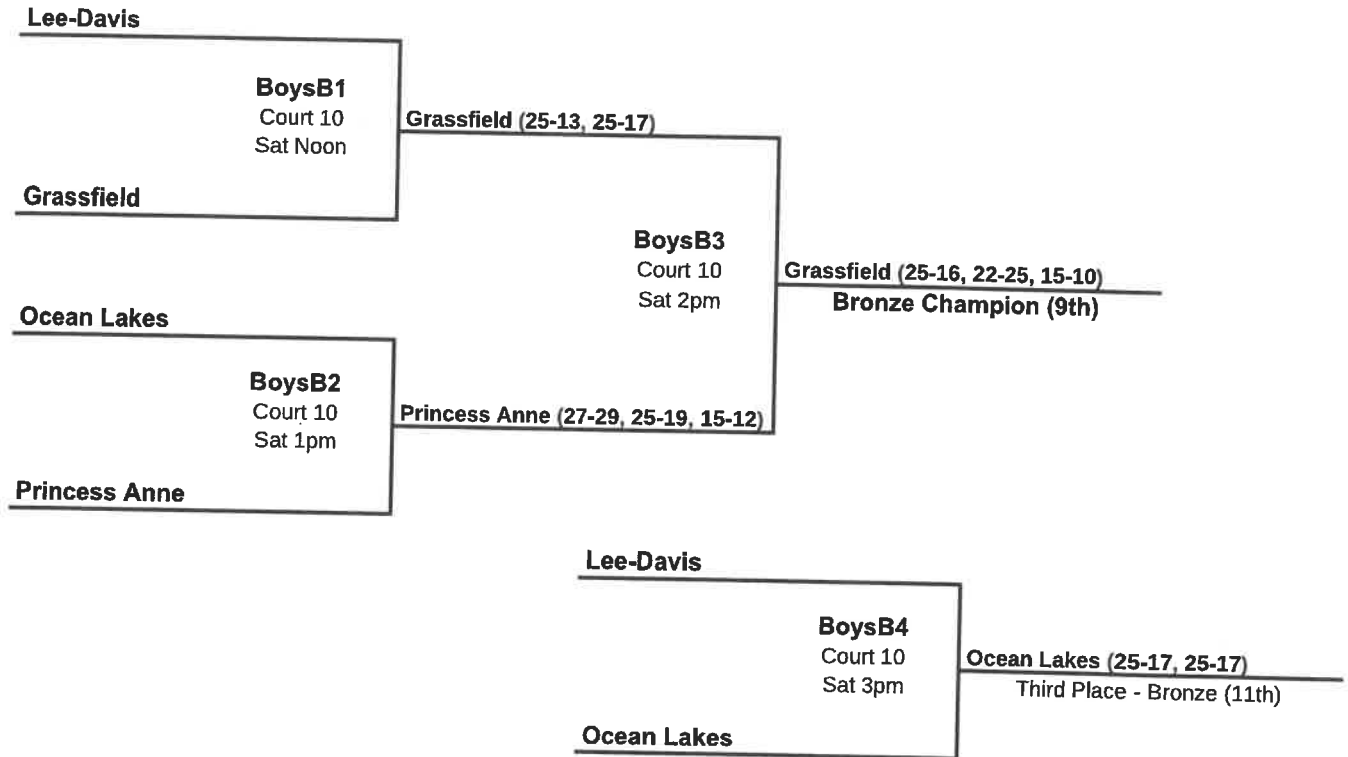 Lee-Davis
BoysB1
Court 10
Sat Noon
Grassfield (25-13, 25-17)
Grassfield
BoysB3
Court 10
Sat 2pm
Grassfield (25-16, 22-25, 15-10)
Bronze Champion (9th)
Ocean Lakes
BoysB2
Court 10
Sat 1pm
Princess Anne (27-29, 25-19, 15-12)
Princess Anne
Lee-Davis
BoysB4
Court 10
Sat 3pm
Ocean Lakes (25-17, 25-17)
Third Place - Bronze (11th)
Ocean Lakes